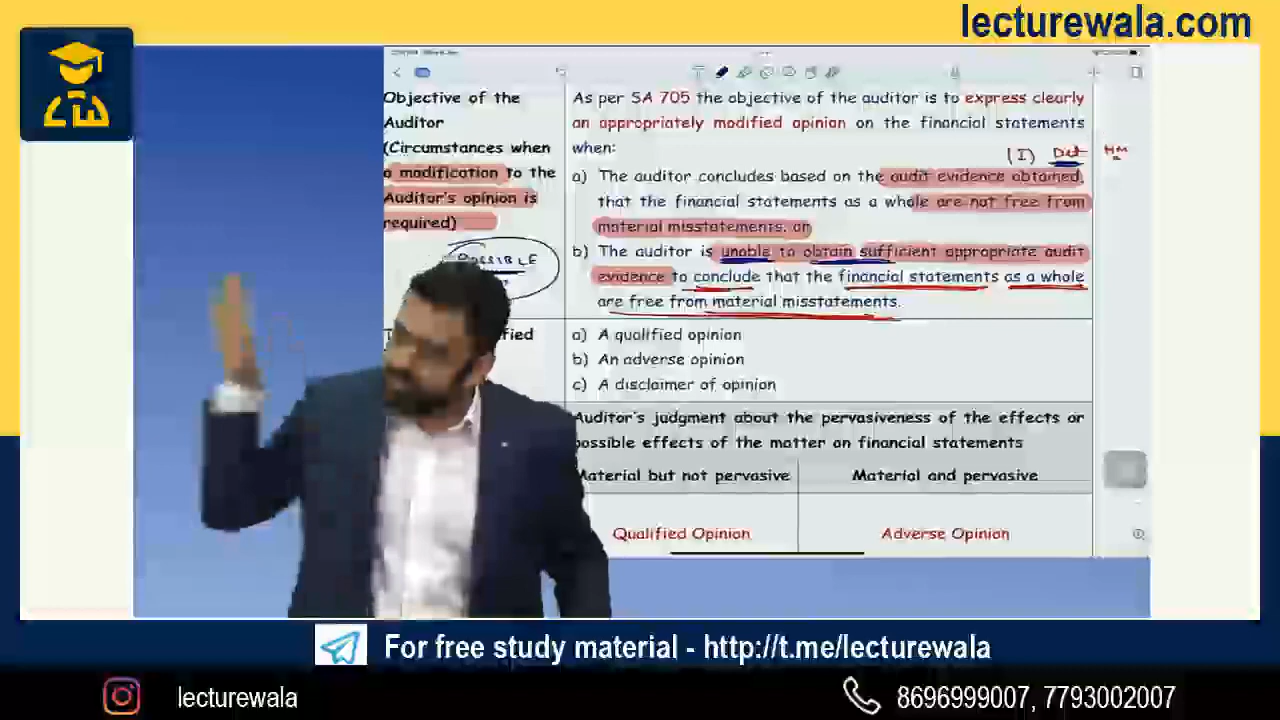 lecturewala.com
Objective of the
Auditor
(Circumstances when
a modification to the
Auditor's opinion is
required)
POSSIBLE
As per SA 705 the objective of the auditor is to express clearly
an appropriately modified opinion on the financial statements
when:
(I) Det
a) The auditor concludes based on the audit evidence obtained,
that the financial statements as a whole are not free from
material misstatements, or
b) The auditor is unable to obtain sufficient appropriate audit
evidence to conclude that the financial statements as a whole
are free from material misstatements.
a) A qualified opinion
b) An adverse opinion
c) A disclaimer of opinion
Auditor's judgment about the pervasiveness of the effects or
possible effects of the matter on financial statements
Material but not pervasive Material and pervasive
Qualified Opinion Adverse Opinion
For free study material - http://t.me/lecturewala
lecturewala 8696999007, 7793002007